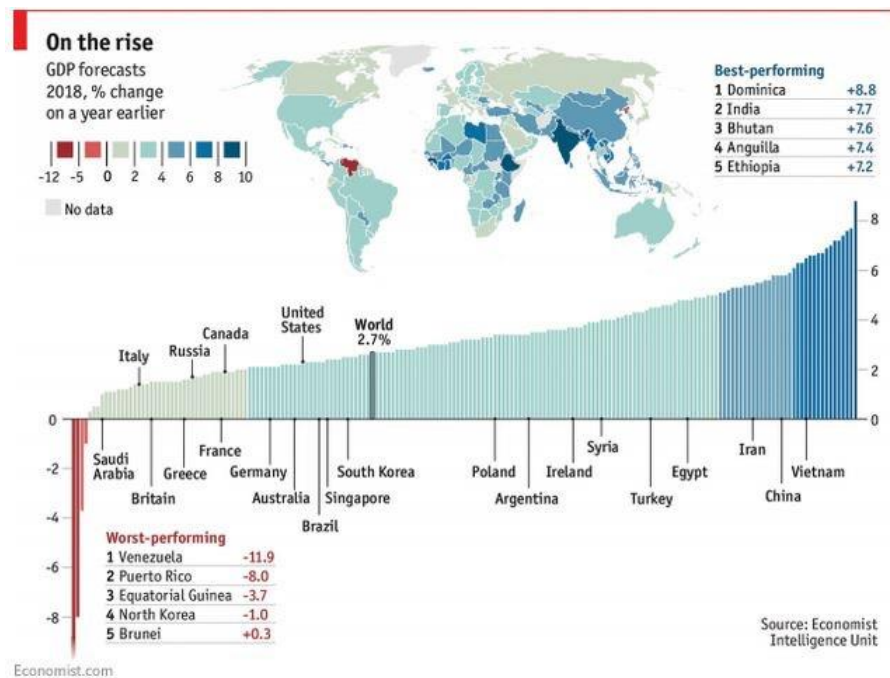 On the rise
GDP forecasts
2018, % change
on a year earlier
-12 -5 0 2 4 6 8 10
No data
Best-performing
1 Dominica +8.8
2 India +7.7
3 Bhutan +7.6
4 Anguilla +7.4
5 Ethiopia +7.2
8
6
4
2
0
0
-2
-4
-6
-8
Italy
Russia
Canada
United
States
World
2.7%
Saudi
Arabia
Britain
Greece
France
Germany
Australia
Brazil
Singapore
South Korea
Poland
Argentina
Ireland
Syria
Turkey
Egypt
Iran
China
Vietnam
Worst-performing
1 Venezuela -11.9
2 Puerto Rico -8.0
3 Equatorial Guinea -3.7
4 North Korea -1.0
5 Brunei +0.3
Source: Economist
Intelligence Unit
Economist.com